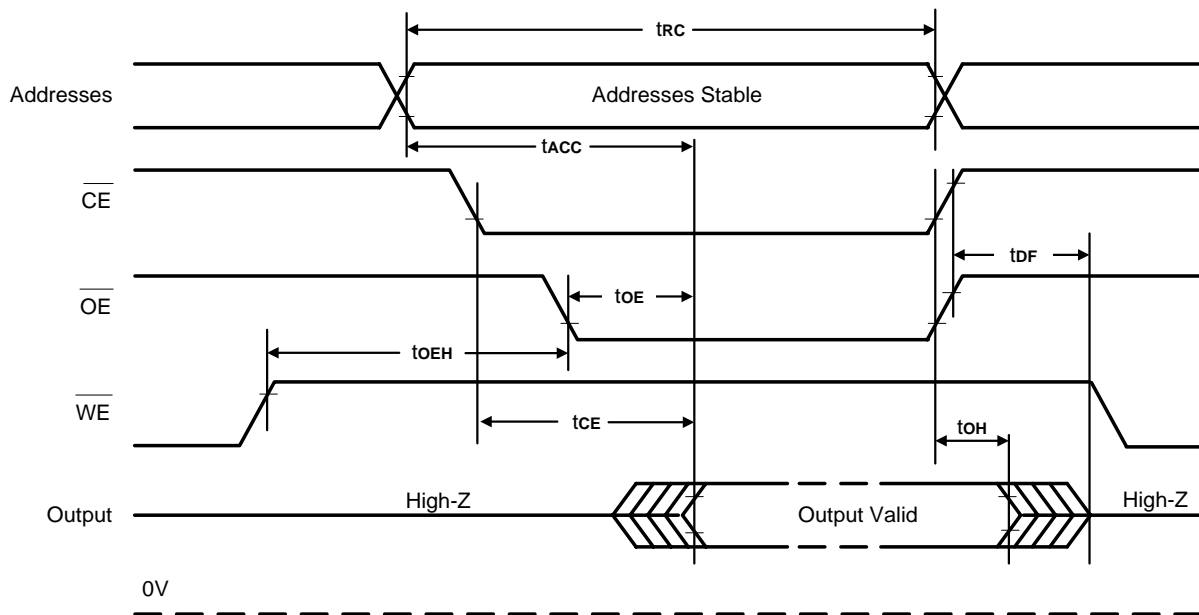 tRC
Addresses
Addresses Stable
tACC
CE
tDF
OE
tOE
tOEH
WE
tCE
tOH
High-Z
Output
Output Valid
High-Z
0V